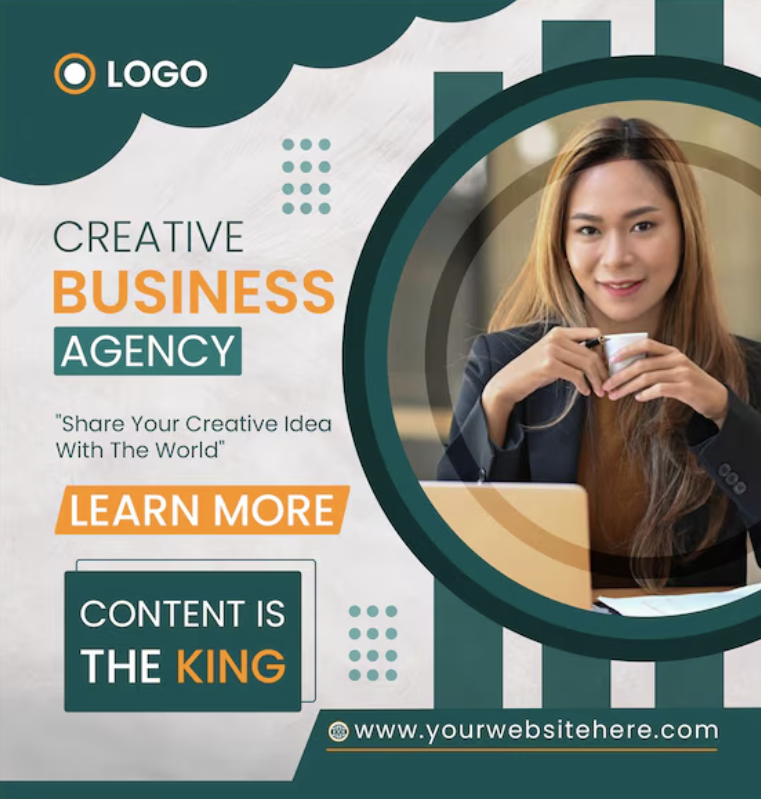 LOGO
CREATIVE
BUSINESS
AGENCY
"Share Your Creative Idea
With The World"
LEARN MORE
CONTENT IS
THE KING
www.yourwebsitehere.com